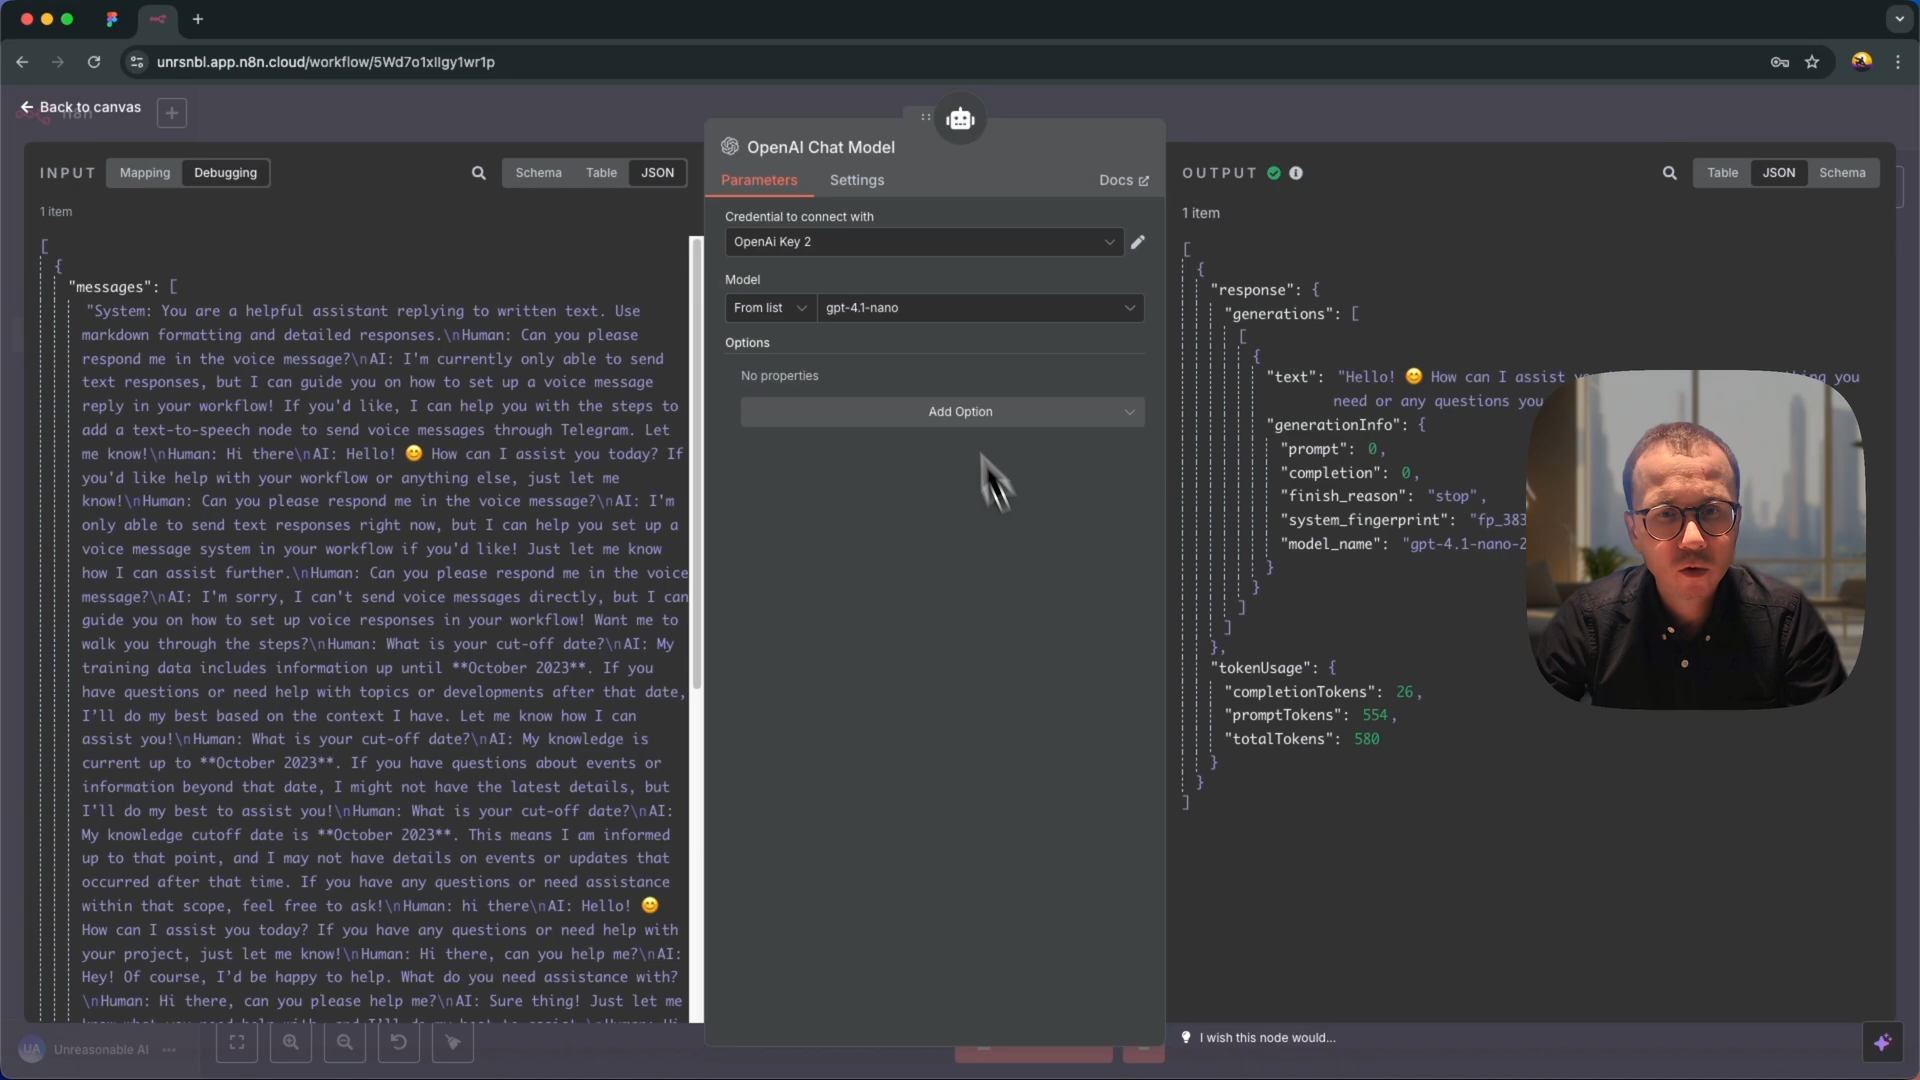 unrsnbl.app.n8n.cloud/workflow/5Wd7o1xIlgy1wr1p
Back to canvas
n8n
INPUT
Mapping
Debugging
Schema
Table
JSON
1 item
[
{
"messages": [
"System: You are a helpful assistant replying to written text. Use
markdown formatting and detailed responses.\nHuman: Can you please
respond me in the voice message?\nAI: I'm currently only able to send
text responses, but I can guide you on how to set up a voice message
reply in your workflow! If you'd like, I can help you with the steps to
add a text-to-speech node to send voice messages through Telegram. Let
me know!\nHuman: Hi there\nAI: Hello! 😊 How can I assist you today? If
you'd like help with your workflow or anything else, just let me
know!\nHuman: Can you please respond me in the voice message?\nAI: I'm
only able to send text responses right now, but I can help you set up a
voice message system in your workflow if you'd like! Just let me know
how I can assist further.\nHuman: Can you please respond me in the voice
message?\nAI: I'm sorry, I can't send voice messages directly, but I can
guide you on how to set up voice responses in your workflow! Want me to
walk you through the steps?\nHuman: What is your cut-off date?\nAI: My
training data includes information up until **October 2023**. If you
have questions or need help with topics or developments after that date,
I'll do my best based on the context I have. Let me know how I can
assist you!\nHuman: What is your cut-off date?\nAI: My knowledge is
current up to **October 2023**. If you have questions about events or
information beyond that date, I might not have the latest details, but
I'll do my best to assist you!\nHuman: What is your cut-off date?\nAI:
My knowledge cutoff date is **October 2023**. This means I am informed
up to that point, and I may not have details on events or updates that
occurred after that time. If you have any questions or need assistance
within that scope, feel free to ask!\nHuman: hi there\nAI: Hello! 😊
How can I assist you today? If you have any questions or need help with
your project, just let me know!\nHuman: Hi there, can you help me?\nAI:
Hey! Of course, I'd be happy to help. What do you need assistance with?
\nHuman: Hi there, can you please help me?\nAI: Sure thing! Just let me
OpenAI Chat Model
Parameters
Settings
Docs
Credential to connect with
OpenAi Key 2
Model
From list
gpt-4.1-nano
Options
No properties
Add Option
OUTPUT
Table
JSON
Schema
1 item
[
{
"response": {
"generations": [
[
{
"text": "Hello! 😊 How can I assist you
need or any questions you
"generationInfo": {
"prompt": 0,
"completion": 0,
"finish_reason": "stop",
"system_fingerprint": "fp_383
"model_name": "gpt-4.1-nano-2
}
}
]
]
},
"tokenUsage": {
"completionTokens": 26,
"promptTokens": 554,
"totalTokens": 580
}
}
]
UA Unreasonable AI
I wish this node would...